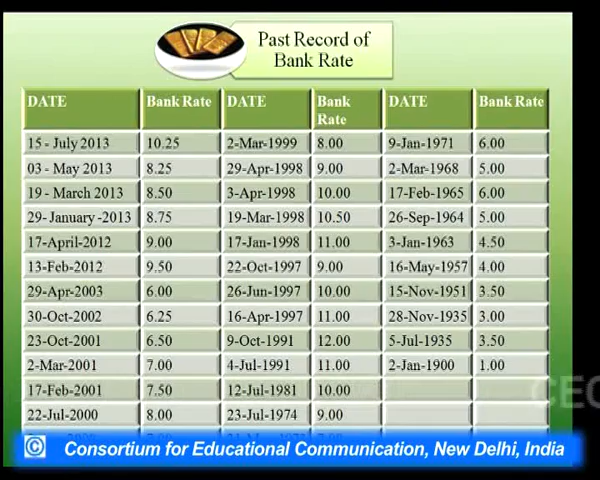 Past Record of
Bank Rate
DATE Bank Rate DATE Bank Rate DATE Bank Rate
15 - July 2013 10.25 2-Mar-1999 8.00 9-Jan-1971 6.00
03 - May 2013 8.25 29-Apr-1998 9.00 2-Mar-1968 5.00
19 - March 2013 8.50 3-Apr-1998 10.00 17-Feb-1965 6.00
29- January -2013 8.75 19-Mar-1998 10.50 26-Sep-1964 5.00
17-April-2012 9.00 17-Jan-1998 11.00 3-Jan-1963 4.50
13-Feb-2012 9.50 22-Oct-1997 9.00 16-May-1957 4.00
29-Apr-2003 6.00 26-Jun-1997 10.00 15-Nov-1951 3.50
30-Oct-2002 6.25 16-Apr-1997 11.00 28-Nov-1935 3.00
23-Oct-2001 6.50 9-Oct-1991 12.00 5-Jul-1935 3.50
2-Mar-2001 7.00 4-Jul-1991 11.00 2-Jan-1900 1.00
17-Feb-2001 7.50 12-Jul-1981 10.00
CEC
22-Jul-2000 8.00 23-Jul-1974 9.00
© Consortium for Educational Communication, New Delhi, India